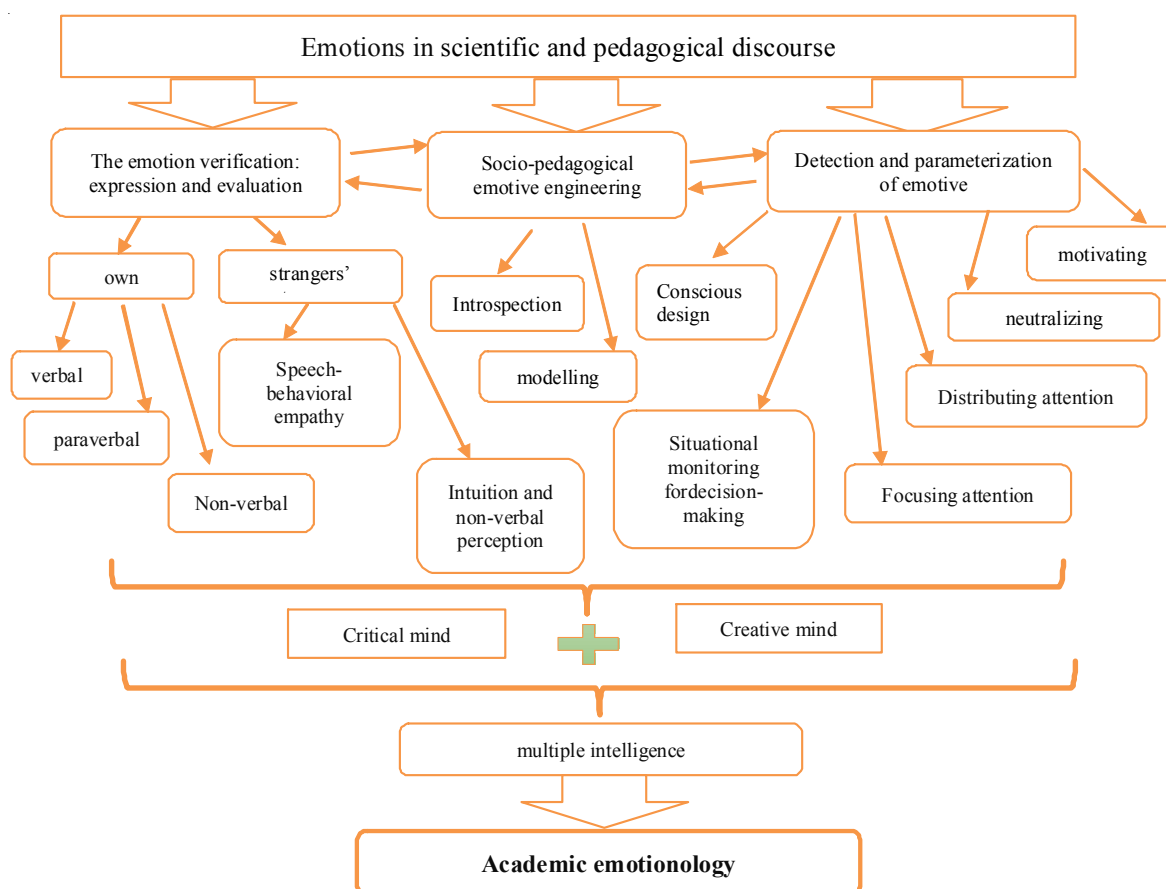 Emotions in scientific and pedagogical discourse
The emotion verification:
expression and evaluation
Socio-pedagogical
emotive engineering
Detection and parameterization
of emotive
own
strangers’
Introspection
Conscious
design
motivating
neutralizing
verbal
paraverbal
Non-verbal
Speech-
behavioral
empathy
modelling
Distributing attention
Intuition and
non-verbal
perception
Situational
monitoring
fordecision-
making
Focusing attention
Critical mind
Creative mind
multiple intelligence
Academic emotionology